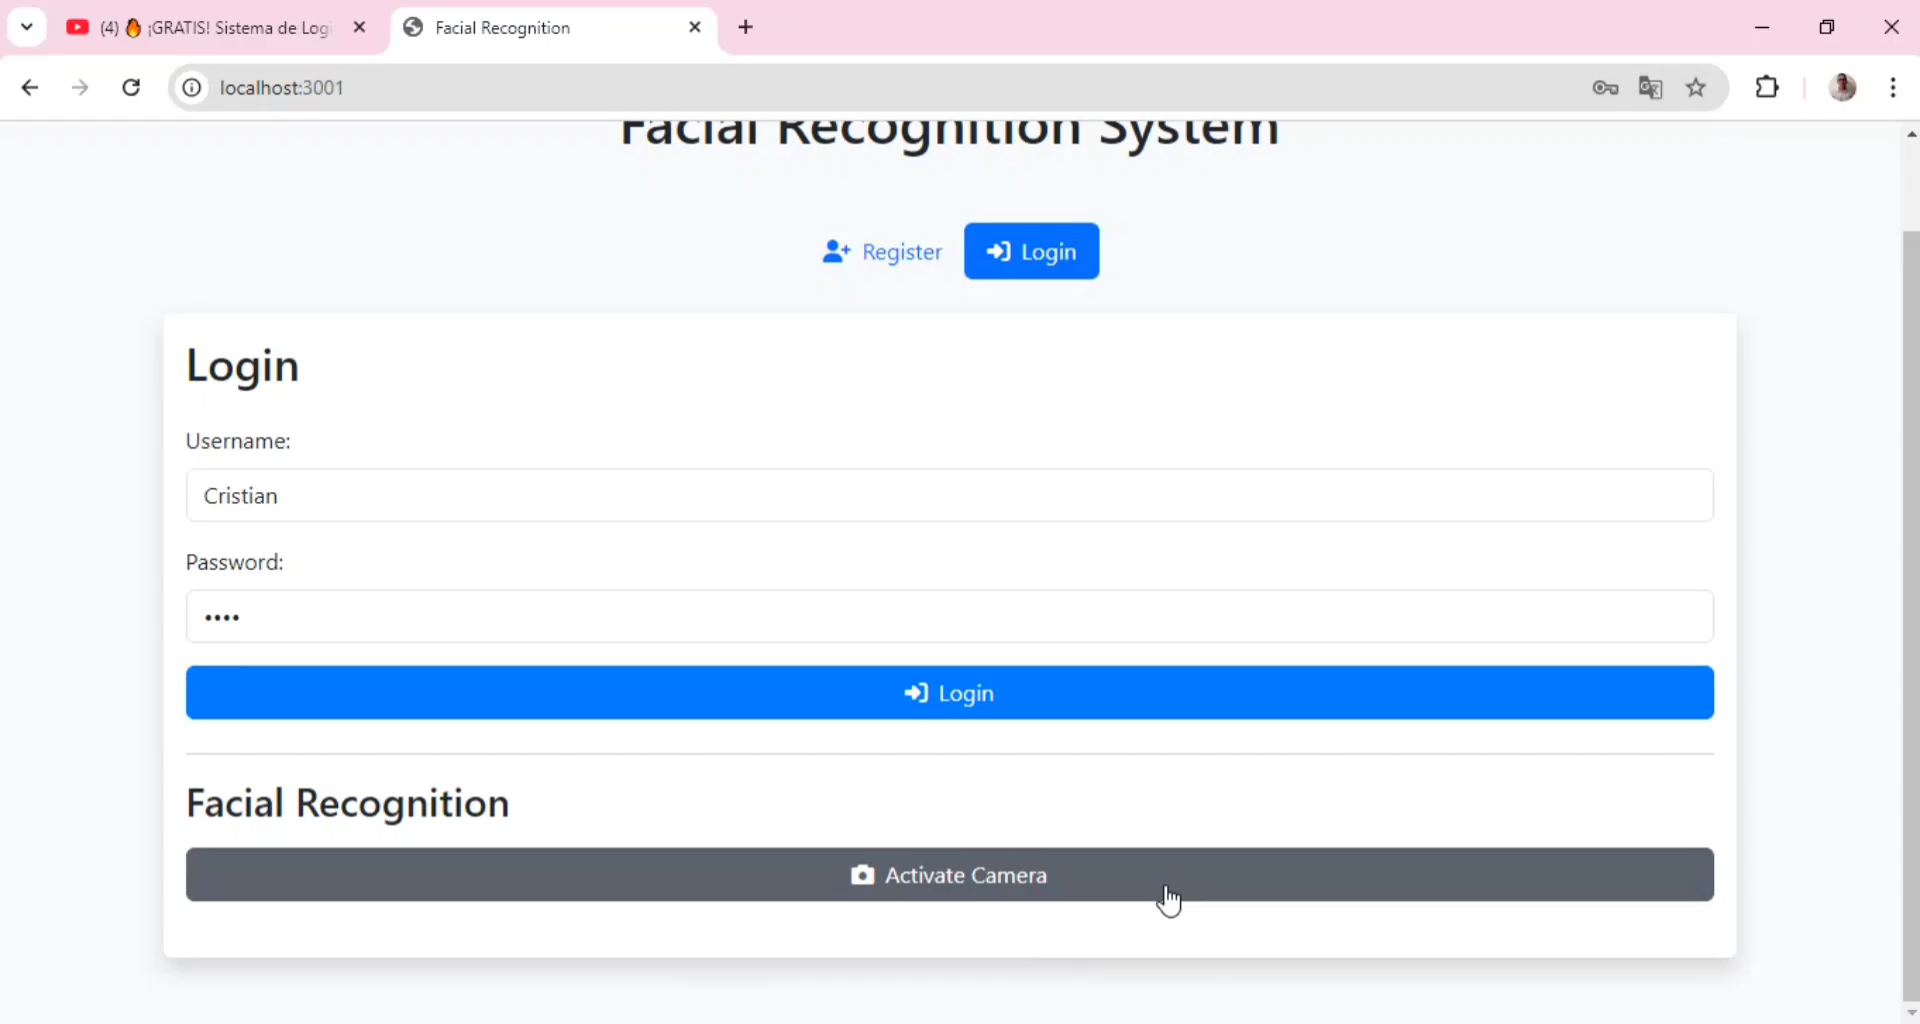 (4) 🔥 ¡GRATIS! Sistema de Logi
Facial Recognition
localhost:3001
Facial Recognition System
Register
Login
Login
Username:
Cristian
Password:
••••
Login
Facial Recognition
Activate Camera